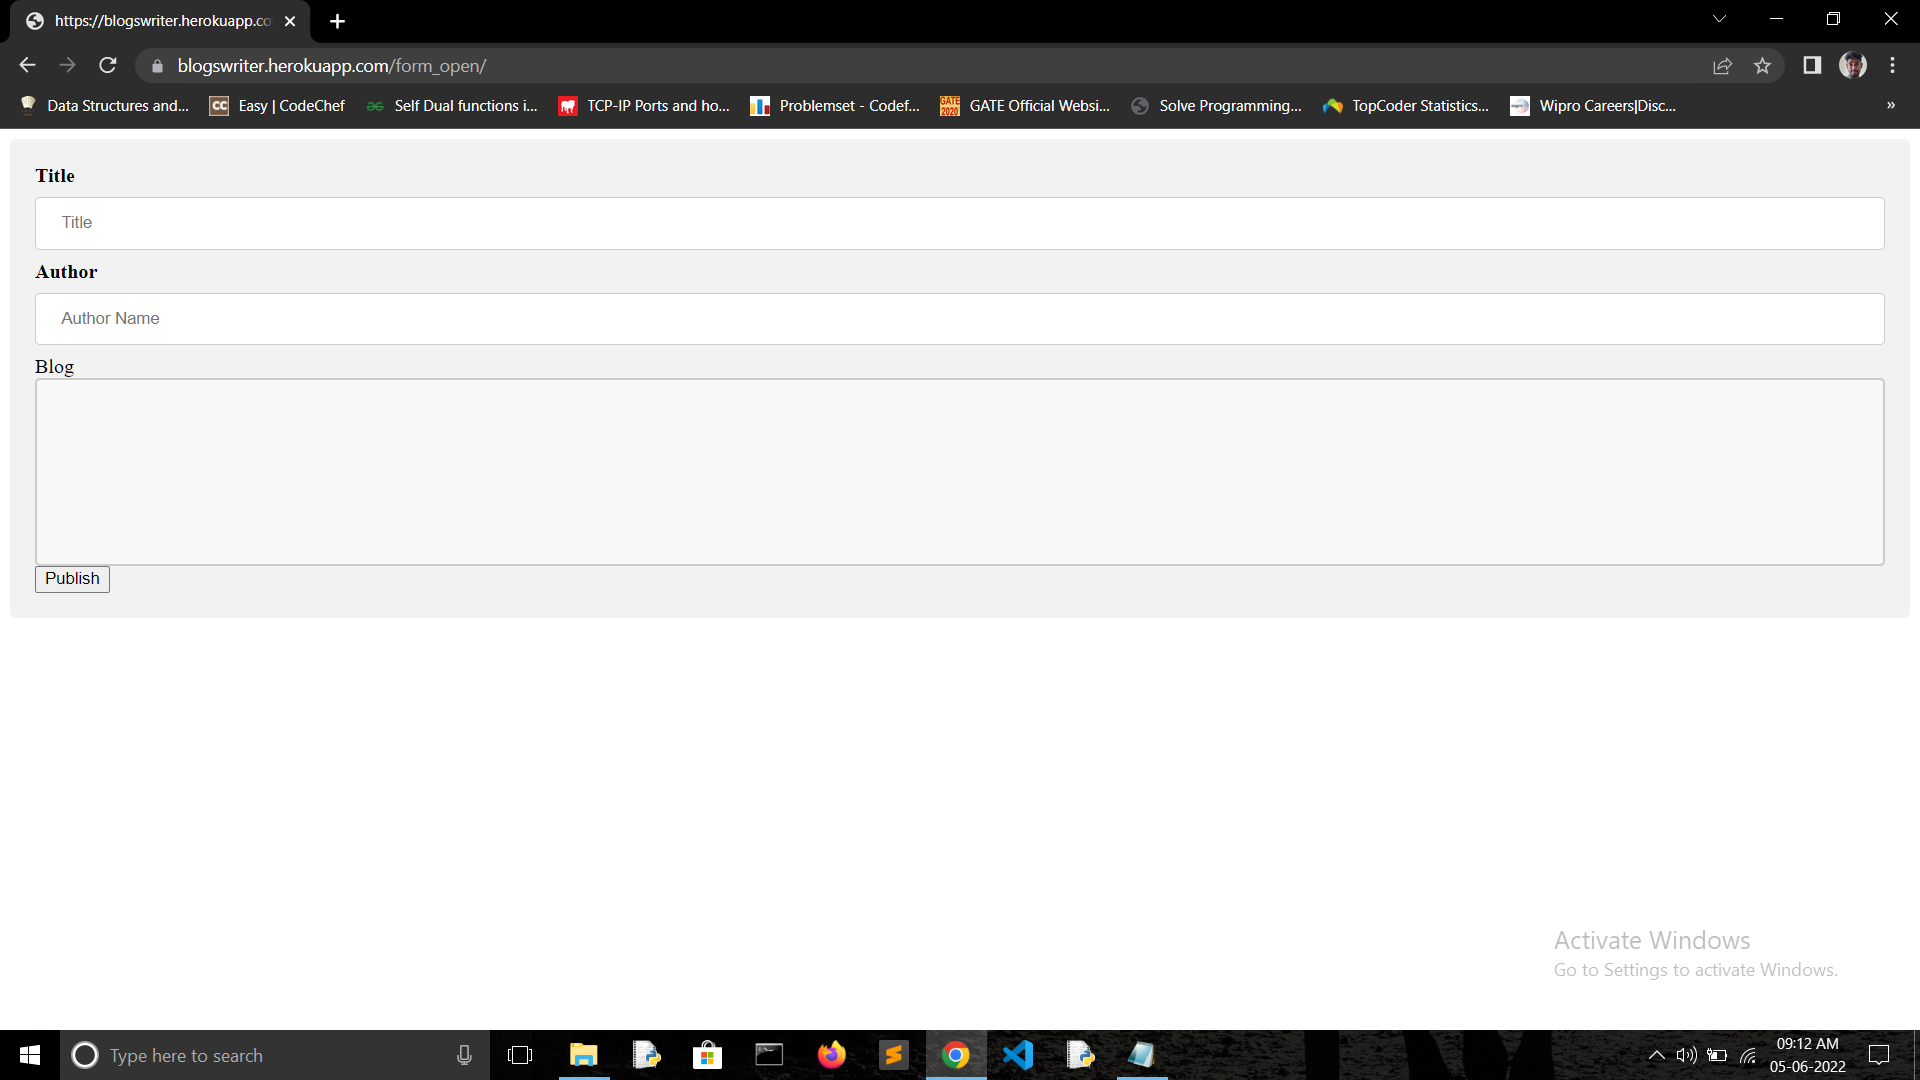 https://blogswriter.herokuapp.co
blogswriter.herokuapp.com/form_open/
Data Structures and...
CC Easy | CodeChef
Self Dual functions i...
TCP-IP Ports and ho...
Problemset - Codef...
GATE 2020 GATE Official Websi...
Solve Programming...
TopCoder Statistics...
Wipro Careers|Disc...
Title
Title
Author
Author Name
Blog
Publish
Activate Windows
Go to Settings to activate Windows.
Type here to search
09:12 AM
05-06-2022